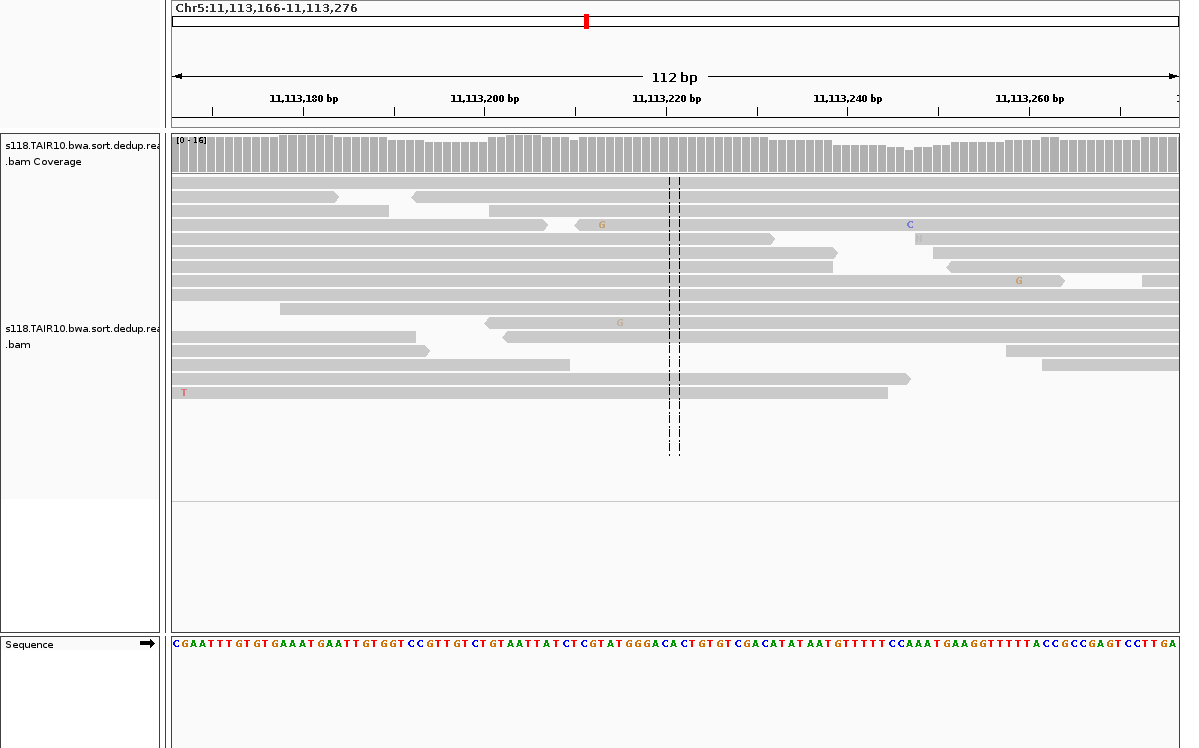 Chr5:11,113,166-11,113,276
112 bp
11,113,180 bp 11,113,200 bp 11,113,220 bp 11,113,240 bp 11,113,260 bp
s118.TAIR10.bwa.sort.dedup.rea
.bam Coverage
[0 - 16]
G C
G
s118.TAIR10.bwa.sort.dedup.rea
.bam
G
T
Sequence
CGAATTTGTGTGAAATGAATTGTGGTCCGTTGTCTGTAATTATCTCGTATGGGACACTGTGTCGACATATAATGTTTTTCCAAATGAAGGTTTTTACCGCCGAGTCCTTGA